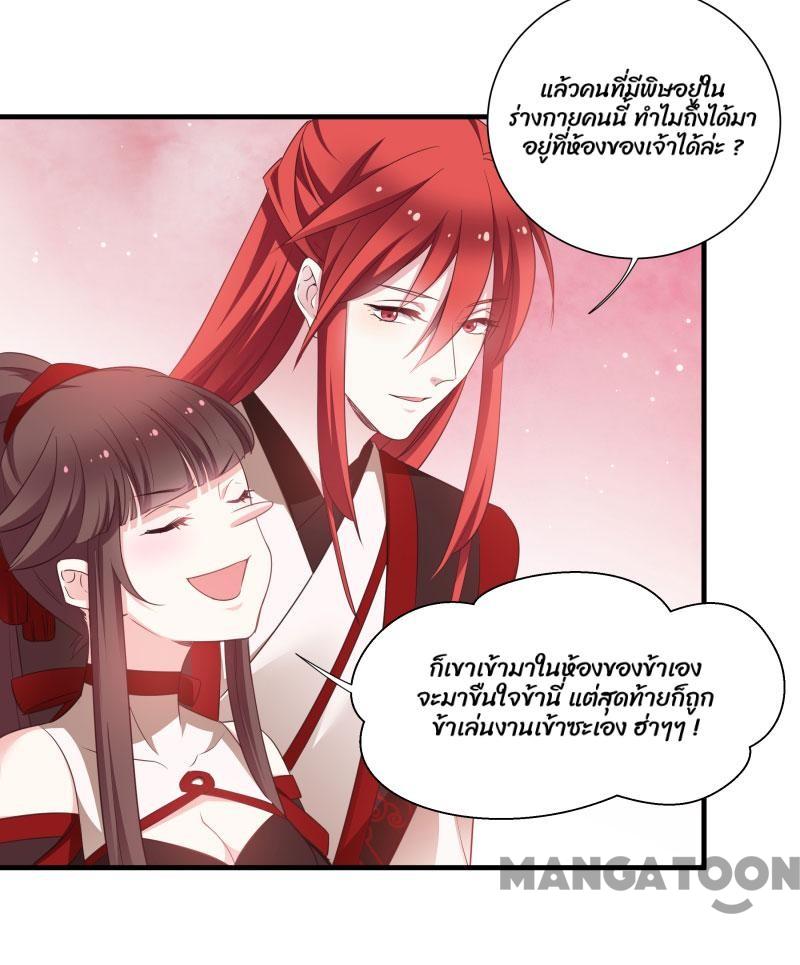 แล้วคนที่มีพิษอยู่ใน
ร่างกายคนนี้ ทำไมถึงได้มา
อยู่ที่ห้องของเจ้าได้ล่ะ ?
ก็เขาเข้ามาในห้องของข้าเอง
จะมาขืนใจข้านี่ แต่สุดท้ายก็ถูก
ข้าเล่นงานเข้าซะเอง ฮ่าๆๆ !
MANGATOON